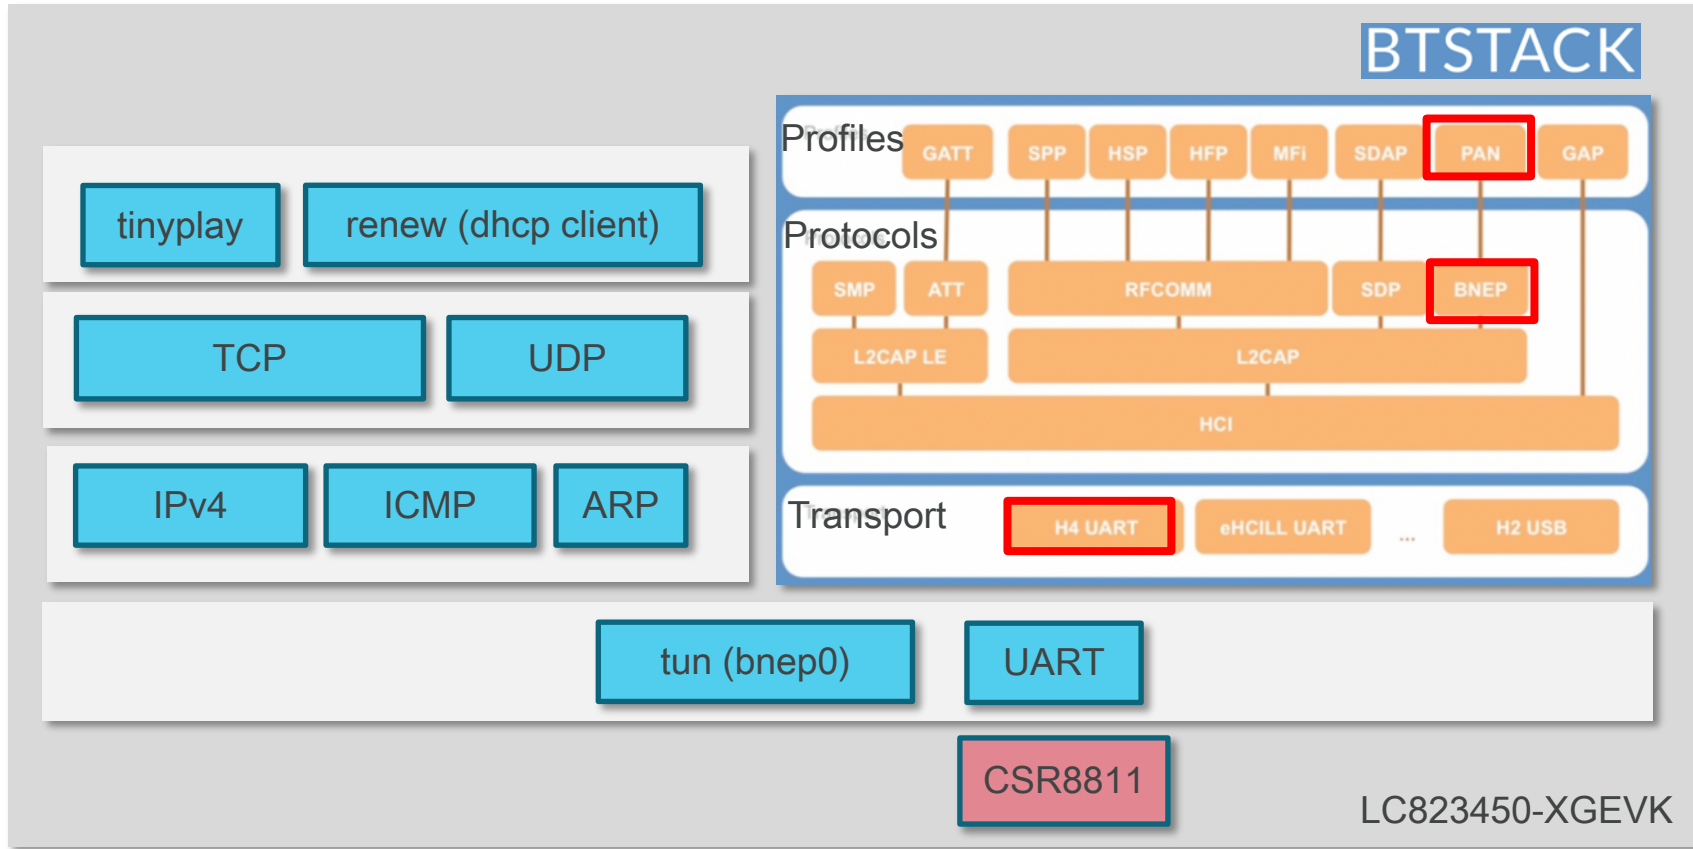 BTSTACK
Profiles
GATT
SPP
HSP
HFP
MFi
SDAP
PAN
GAP
tinyplay
renew (dhcp client)
Protocols
SMP
ATT
RFCOMM
SDP
BNEP
TCP
UDP
L2CAP LE
L2CAP
HCI
IPv4
ICMP
ARP
Transport
H4 UART
eHCILL UART
...
H2 USB
tun (bnep0)
UART
CSR8811
LC823450-XGEVK